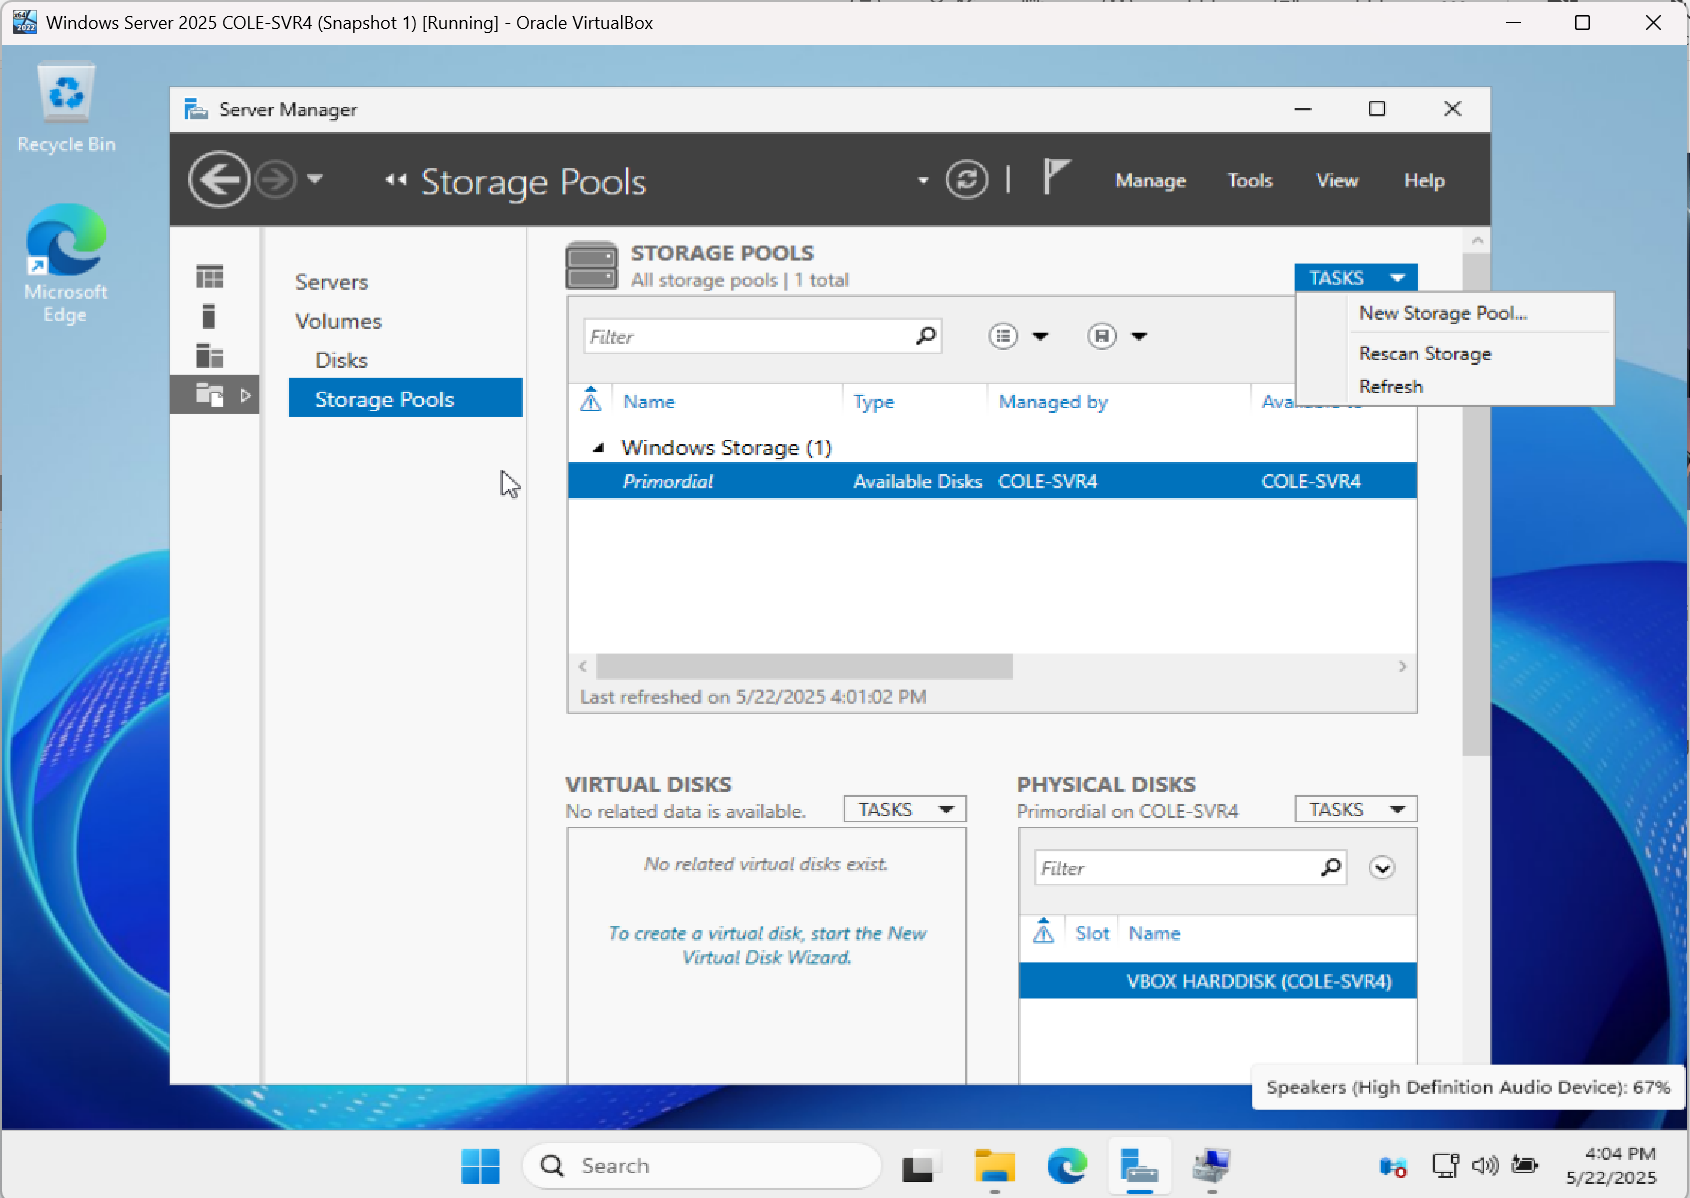 Windows Server 2025 COLE-SVR4 (Snapshot 1) [Running] - Oracle VirtualBox
Recycle Bin
Microsoft
Edge
Server Manager
Storage Pools
Manage
Tools
View
Help
Servers
Volumes
Disks
Storage Pools
STORAGE POOLS
All storage pools | 1 total
TASKS
New Storage Pool...
Rescan Storage
Refresh
Filter
Name
Type
Managed by
Windows Storage (1)
Primordial
Available Disks
COLE-SVR4
COLE-SVR4
Last refreshed on 5/22/2025 4:01:02 PM
VIRTUAL DISKS
No related data is available.
TASKS
No related virtual disks exist.
To create a virtual disk, start the New
Virtual Disk Wizard.
PHYSICAL DISKS
Primordial on COLE-SVR4
TASKS
Filter
Slot
Name
VBOX HARDDISK (COLE-SVR4)
Speakers (High Definition Audio Device): 67%
Search
4:04 PM
5/22/2025